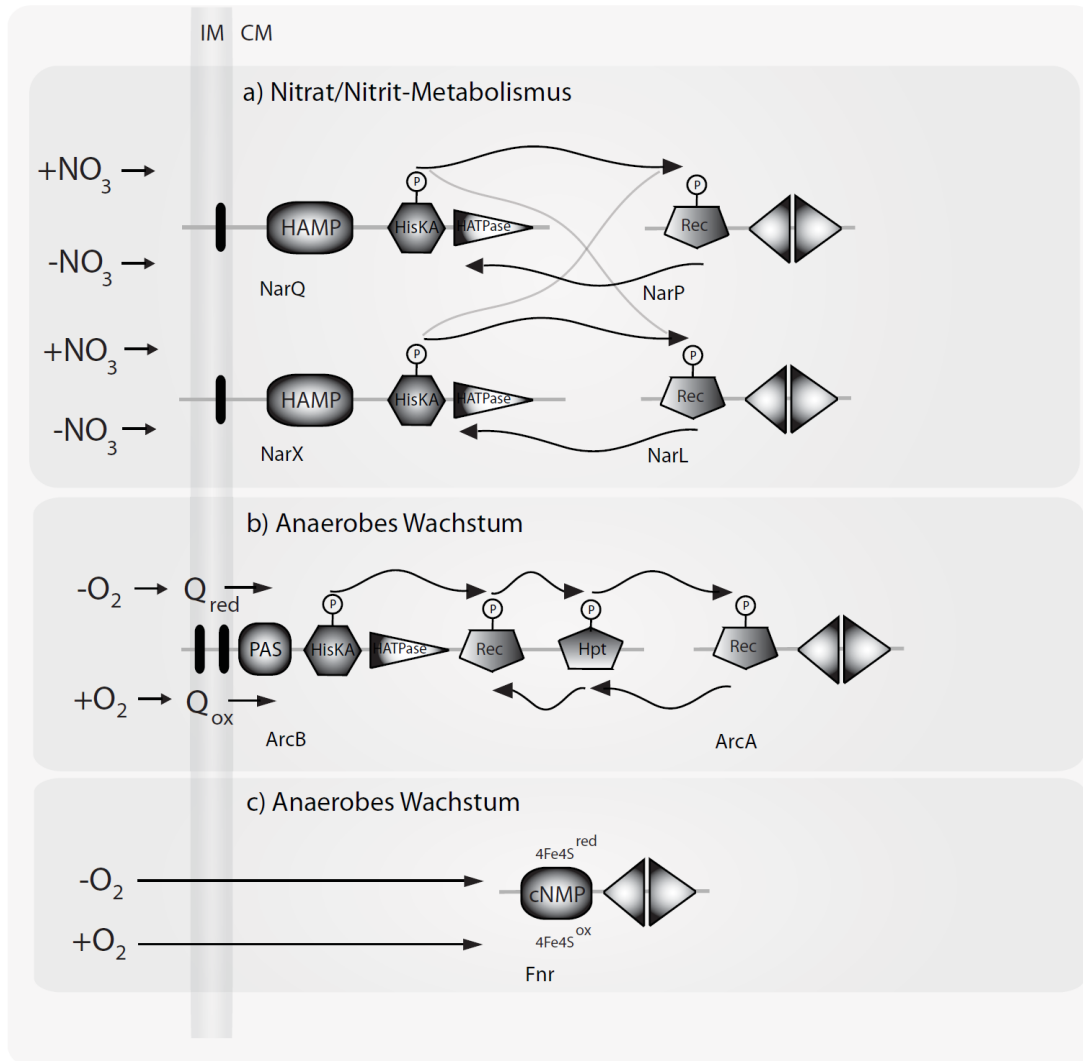 IM CM
a) Nitrat/Nitrit-Metabolismus
+NO3
P
P
HAMP
HisKA
HATPase
Rec
-NO3
NarQ
NarP
+NO3
P
P
HAMP
HisKA
HATPase
Rec
-NO3
NarX
NarL
b) Anaerobes Wachstum
-O2
Q red
P
P
P
P
PAS
HisKA
HATPase
Rec
Hpt
Rec
+O2
Q ox
ArcB
ArcA
c) Anaerobes Wachstum
4Fe4S red
-O2
cNMP
+O2
4Fe4S ox
Fnr